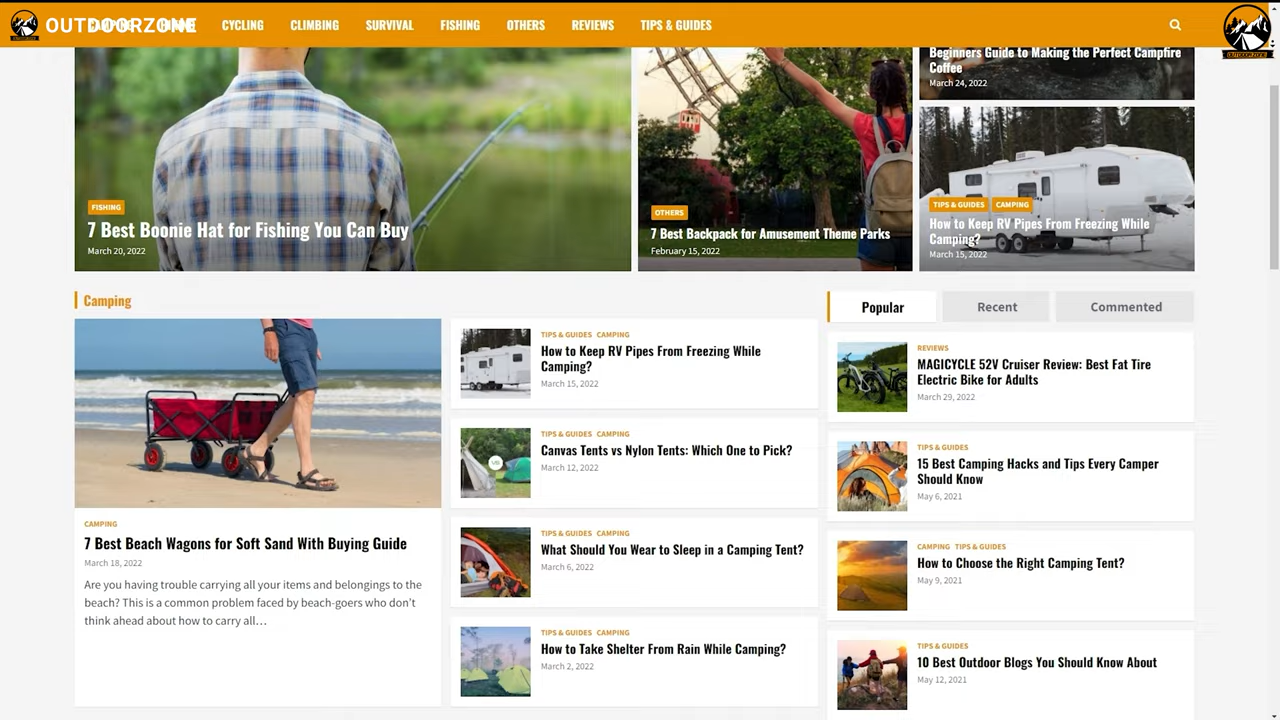 OUTDOORZONE
CYCLING
CLIMBING
SURVIVAL
FISHING
OTHERS
REVIEWS
TIPS & GUIDES
FISHING
7 Best Boonie Hat for Fishing You Can Buy
March 20, 2022
OTHERS
7 Best Backpack for Amusement Theme Parks
February 15, 2022
Beginners Guide to Making the Perfect Campfire
Coffee
March 24, 2022
TIPS & GUIDES CAMPING
How to Keep RV Pipes From Freezing While
Camping?
March 15, 2022
Camping
CAMPING
7 Best Beach Wagons for Soft Sand With Buying Guide
March 18, 2022
Are you having trouble carrying all your items and belongings to the
beach? This is a common problem faced by beach-goers who don't
think ahead about how to carry all…
TIPS & GUIDES CAMPING
How to Keep RV Pipes From Freezing While
Camping?
March 15, 2022
VS
TIPS & GUIDES CAMPING
Canvas Tents vs Nylon Tents: Which One to Pick?
March 12, 2022
TIPS & GUIDES CAMPING
What Should You Wear to Sleep in a Camping Tent?
March 6, 2022
TIPS & GUIDES CAMPING
How to Take Shelter From Rain While Camping?
March 2, 2022
Popular
Recent
Commented
REVIEWS
MAGICYCLE 52V Cruiser Review: Best Fat Tire
Electric Bike for Adults
March 29, 2022
TIPS & GUIDES
15 Best Camping Hacks and Tips Every Camper
Should Know
May 6, 2021
CAMPING TIPS & GUIDES
How to Choose the Right Camping Tent?
May 9, 2021
TIPS & GUIDES
10 Best Outdoor Blogs You Should Know About
May 12, 2021